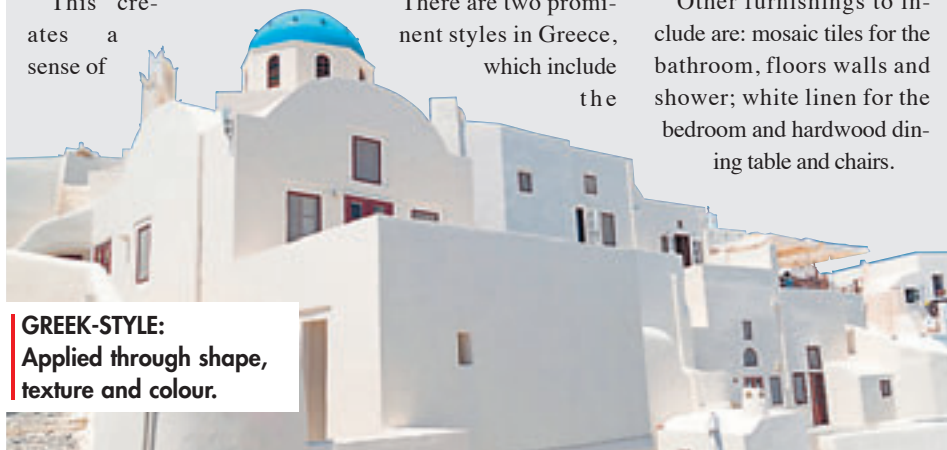 This cre-
ates a
sense of
There are two promi-
nent styles in Greece,
which include
the
Other furnishings to in-
clude are: mosaic tiles for the
bathroom, floors walls and
shower; white linen for the
bedroom and hardwood din-
ing table and chairs.
GREEK-STYLE:
Applied through shape,
texture and colour.